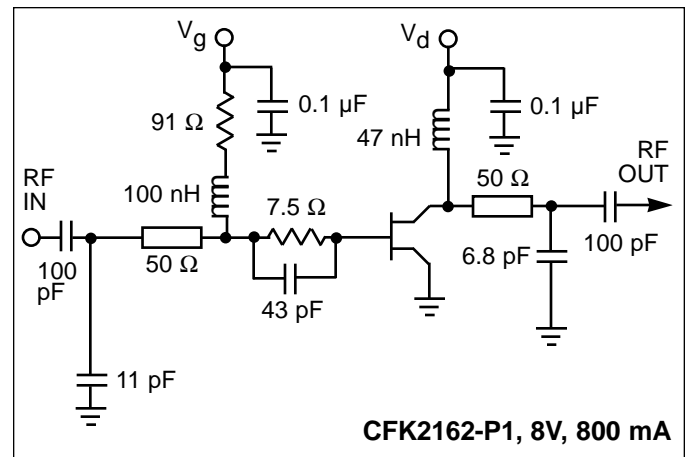 Vg
Vd
0.1 µF
0.1 µF
91 Ω
47 nH
RF
IN
100 nH
7.5 Ω
50 Ω
RF
OUT
100
pF
50 Ω
43 pF
6.8 pF
100 pF
11 pF
CFK2162-P1, 8V, 800 mA